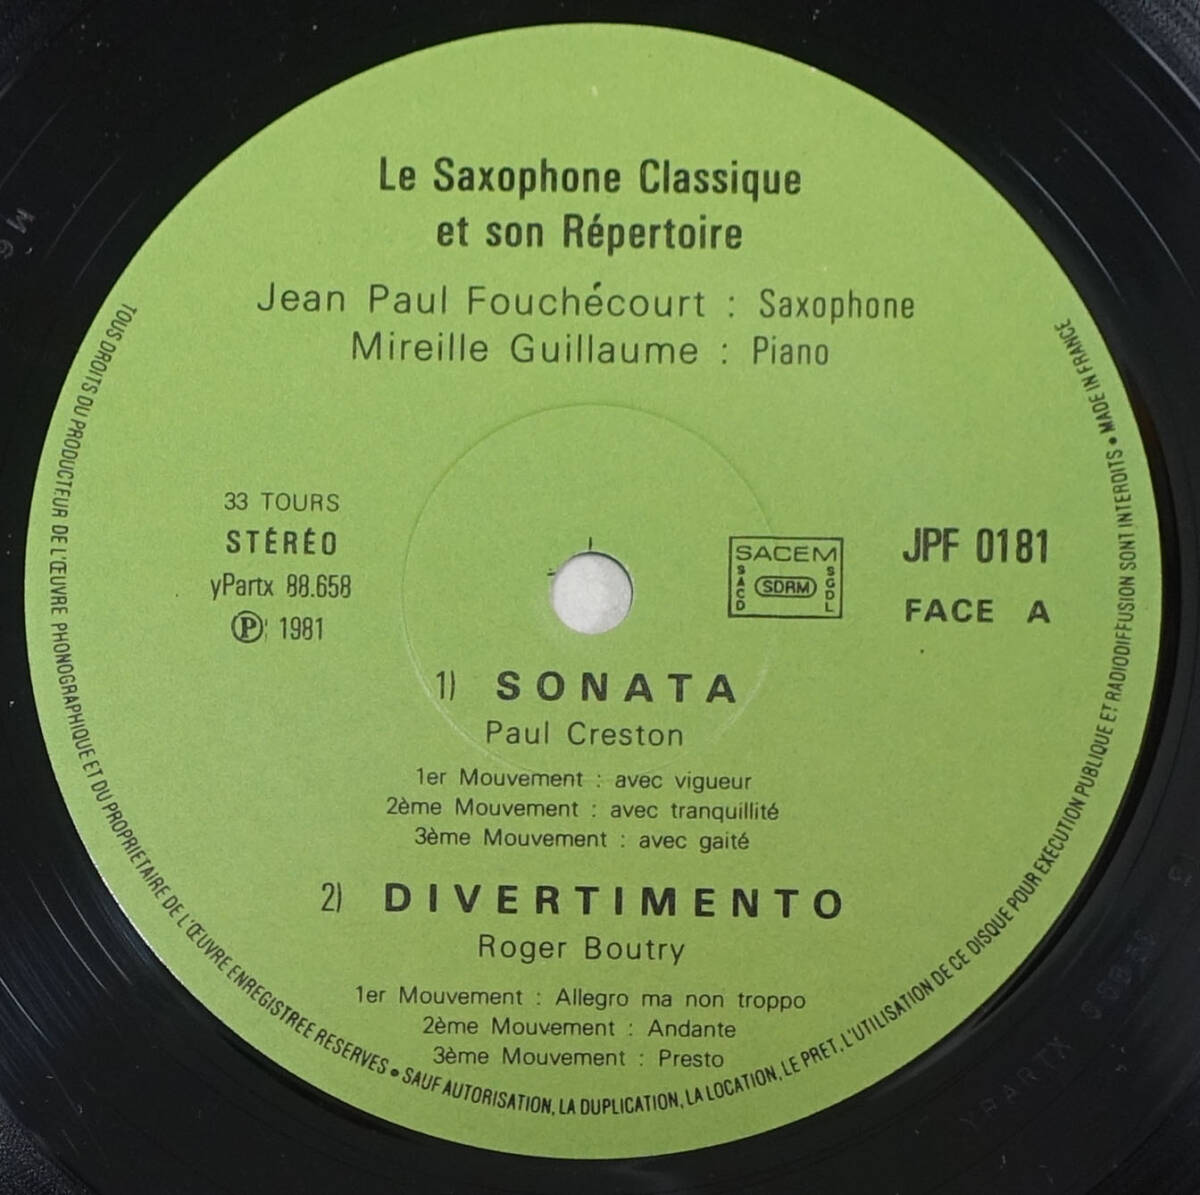 Le Saxophone Classique
et son Répertoire
Jean Paul Fouchécourt : Saxophone
Mireille Guillaume : Piano
33 TOURS
STÉRÉO
yPartx 88.658
Ⓟ 1981
SACEM
SACD
SDRM
SGDL
JPF 0181
FACE A
1) SONATA
Paul Creston
1er Mouvement : avec vigueur
2ème Mouvement : avec tranquillité
3ème Mouvement : avec gaité
2) DIVERTIMENTO
Roger Boutry
1er Mouvement : Allegro ma non troppo
2ème Mouvement : Andante
3ème Mouvement : Presto
TOUS DROITS DU PRODUCTEUR DE L'ŒUVRE PHONOGRAPHIQUE ET DU PROPRIETAIRE DE L'ŒUVRE ENREGISTREE RESERVES • SAUF AUTORISATION, LA DUPLICATION, LA LOCATION, LE PRET, L'UTILISATION DE CE DISQUE POUR EXECUTION PUBLIQUE ET RADIODIFFUSION SONT INTERDITS • MADE IN FRANCE
YPARTX